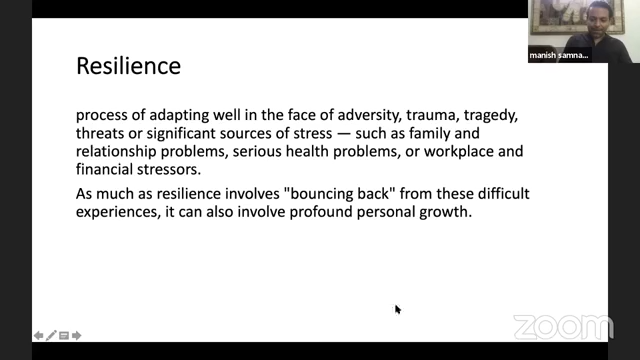 manish samna...
Resilience
process of adapting well in the face of adversity, trauma, tragedy,
threats or significant sources of stress — such as family and
relationship problems, serious health problems, or workplace and
financial stressors.
As much as resilience involves "bouncing back" from these difficult
experiences, it can also involve profound personal growth.
zoom